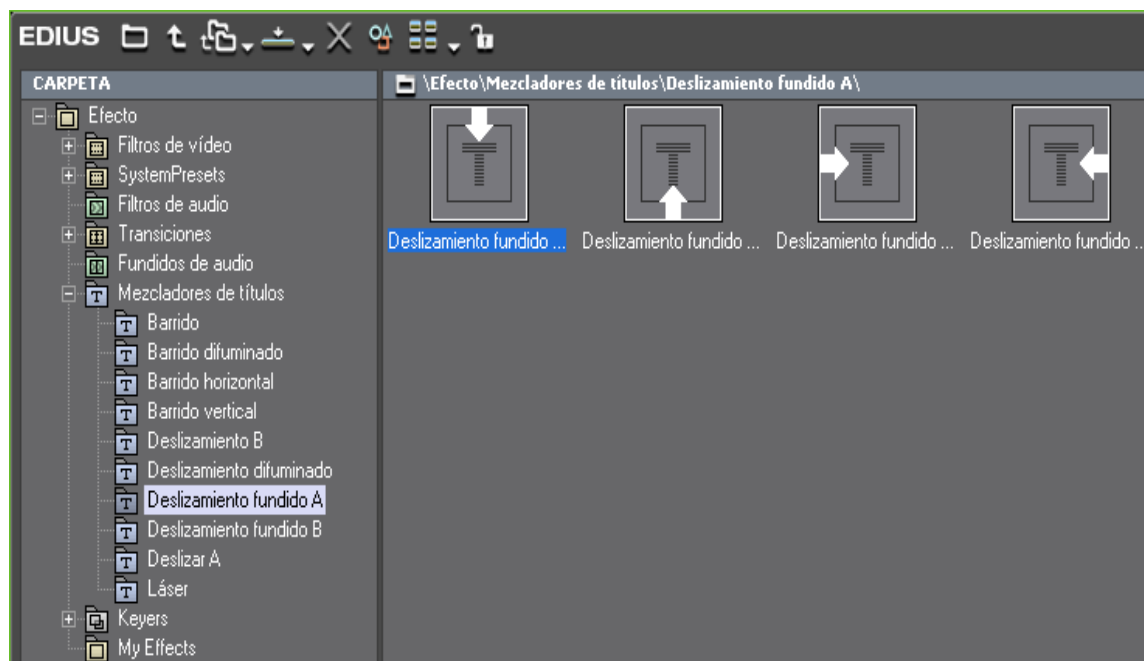 EDIUS
CARPETA
\Efecto\Mezcladores de títulos\Deslizamiento fundido A\
Efecto
Filtros de vídeo
SystemPresets
Filtros de audio
Transiciones
Fundidos de audio
Mezcladores de títulos
Barrido
Barrido difuminado
Barrido horizontal
Barrido vertical
Deslizamiento B
Deslizamiento difuminado
Deslizamiento fundido A
Deslizamiento fundido B
Deslizar A
Láser
Keyers
My Effects
Deslizamiento fundido ...
Deslizamiento fundido ...
Deslizamiento fundido ...
Deslizamiento fundido ...